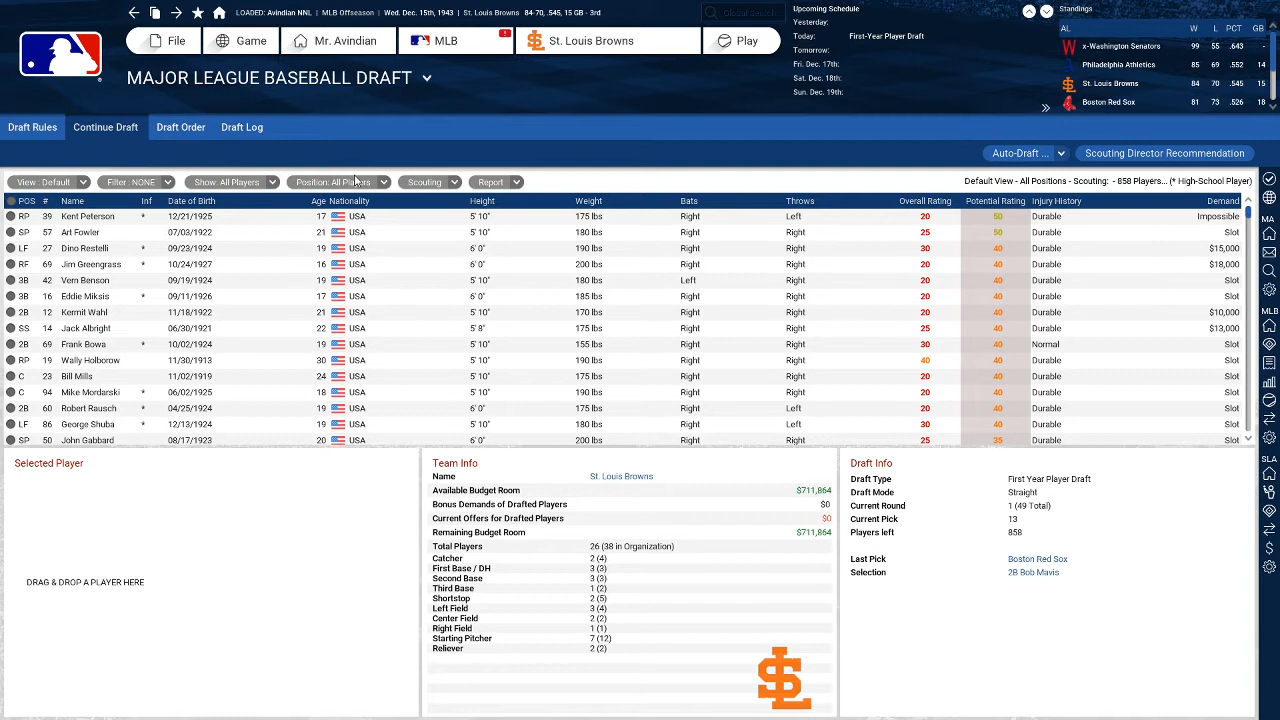 LOADED: Avindian NNL | MLB Offseason | Wed. Dec. 15th, 1943 | St. Louis Browns 84-70, .545, 15 GB - 3rd
Global Search
File Game Mr. Avindian MLB ! St. Louis Browns Play
MAJOR LEAGUE BASEBALL DRAFT
Upcoming Schedule
Yesterday:
Today: First-Year Player Draft
Tomorrow:
Fri. Dec. 17th:
Sat. Dec. 18th:
Sun. Dec. 19th:
Standings
AL W L PCT GB
x-Washington Senators 99 55 .643 -
Philadelphia Athletics 85 69 .552 14
St. Louis Browns 84 70 .545 15
Boston Red Sox 81 73 .526 18
Draft Rules Continue Draft Draft Order Draft Log
Auto-Draft ... Scouting Director Recommendation
View : Default Filter : NONE Show: All Players Position: All Players Scouting Report Default View - All Positions - Scouting: - 858 Players... (* High-School Player)
POS # Name Inf Date of Birth Age Nationality Height Weight Bats Throws Overall Rating Potential Rating Injury History Demand
RP 39 Kent Peterson * 12/21/1925 17 USA 5' 10" 175 lbs Right Left 20 50 Durable Impossible
SP 57 Art Fowler 07/03/1922 21 USA 5' 10" 180 lbs Right Right 25 50 Durable Slot
LF 27 Dino Restelli * 09/23/1924 19 USA 6' 0" 190 lbs Right Right 30 40 Durable $15,000
RF 69 Jim Greengrass * 10/24/1927 16 USA 6' 0" 200 lbs Right Right 20 40 Durable $18,000
3B 42 Vern Benson 09/19/1924 19 USA 5' 10" 180 lbs Left Right 20 40 Durable Slot
3B 16 Eddie Miksis * 09/11/1926 17 USA 6' 0" 185 lbs Right Right 20 40 Durable Slot
2B 12 Kermit Wahl 11/18/1922 21 USA 5' 10" 170 lbs Right Right 20 40 Durable $10,000
SS 14 Jack Albright 06/30/1921 22 USA 5' 8" 175 lbs Right Right 25 40 Durable $13,000
2B 69 Frank Bowa * 10/02/1924 19 USA 5' 10" 155 lbs Right Right 30 40 Normal Slot
RP 19 Wally Holborow 11/30/1913 30 USA 5' 10" 190 lbs Right Right 40 40 Durable Slot
C 23 Bill Mills 11/02/1919 24 USA 5' 10" 175 lbs Right Right 20 40 Durable Slot
C 94 Mike Mordarski * 06/02/1925 18 USA 5' 10" 190 lbs Right Right 20 40 Durable Slot
2B 60 Robert Rausch * 04/25/1924 19 USA 6' 0" 175 lbs Right Left 20 40 Durable Slot
LF 86 George Shuba * 12/13/1924 19 USA 5' 10" 180 lbs Right Left 30 40 Durable Slot
SP 50 John Gabbard 08/17/1923 20 USA 6' 0" 200 lbs Right Right 25 35 Durable Slot
Selected Player
DRAG & DROP A PLAYER HERE
Team Info
Name St. Louis Browns
Available Budget Room $711,864
Bonus Demands of Drafted Players $0
Current Offers for Drafted Players $0
Remaining Budget Room $711,864
Total Players 26 (38 in Organization)
Catcher 2 (4)
First Base / DH 3 (3)
Second Base 3 (3)
Third Base 1 (2)
Shortstop 2 (5)
Left Field 3 (4)
Center Field 2 (2)
Right Field 1 (1)
Starting Pitcher 7 (12)
Reliever 2 (2)
Draft Info
Draft Type First Year Player Draft
Draft Mode Straight
Current Round 1 (49 Total)
Current Pick 13
Players left 858
Last Pick Boston Red Sox
Selection 2B Bob Mavis
MA
MLB
SLA